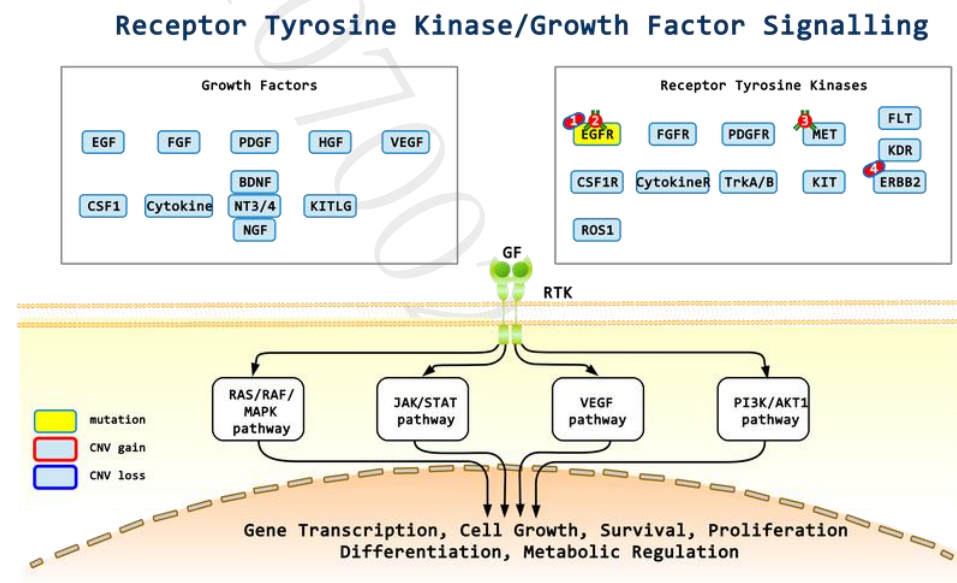 Receptor Tyrosine Kinase/Growth Factor Signalling
Growth Factors
EGF
FGF
PDGF
HGF
VEGF
BDNF
CSF1
Cytokine
NT3/4
KITLG
NGF
Receptor Tyrosine Kinases
1
2
3
EGFR
FGFR
PDGFR
MET
FLT
KDR
4
CSF1R
CytokineR
TrkA/B
KIT
ERBB2
ROS1
GF
RTK
RAS/RAF/
MAPK
pathway
JAK/STAT
pathway
VEGF
pathway
PI3K/AKT1
pathway
mutation
CNV gain
CNV loss
Gene Transcription, Cell Growth, Survival, Proliferation
Differentiation, Metabolic Regulation